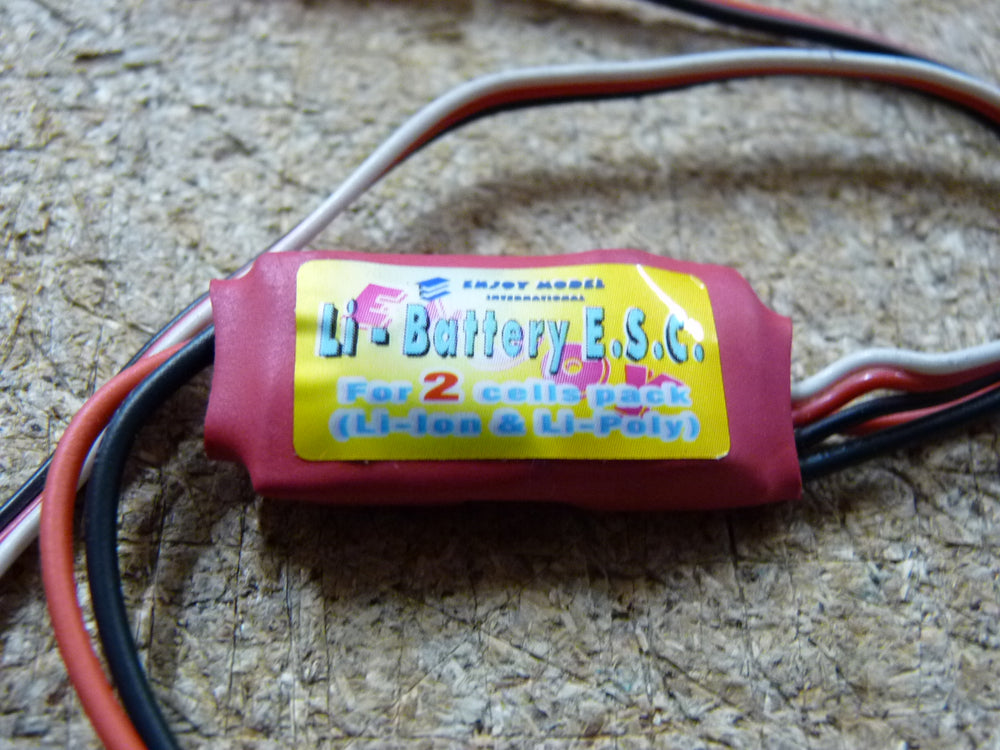 ENJOY MODEL
INTERNATIONAL
Li - Battery E.S.C.
For 2 cells pack
(Li-Ion & Li-Poly)